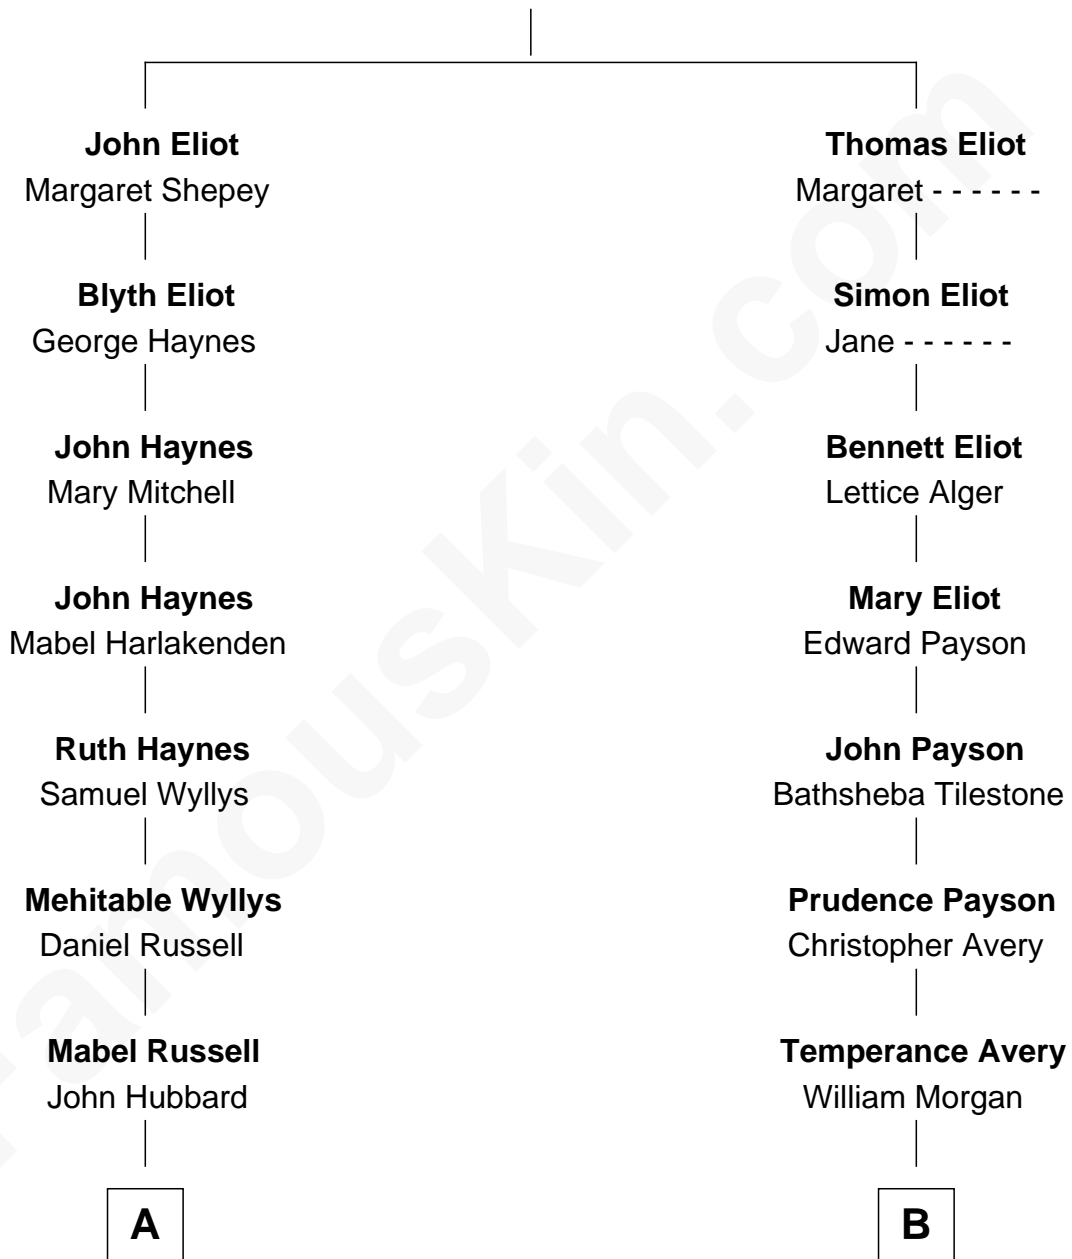 John Eliot
Margaret Shepey
Blyth Eliot
George Haynes
John Haynes
Mary Mitchell
John Haynes
Mabel Harlakenden
Ruth Haynes
Samuel Wyllys
Mehitable Wyllys
Daniel Russell
Mabel Russell
John Hubbard
A
Thomas Eliot
Margaret - - - - - -
Simon Eliot
Jane - - - - - -
Bennett Eliot
Lettice Alger
Mary Eliot
Edward Payson
John Payson
Bathsheba Tilestone
Prudence Payson
Christopher Avery
Temperance Avery
William Morgan
B
FamousKin.com